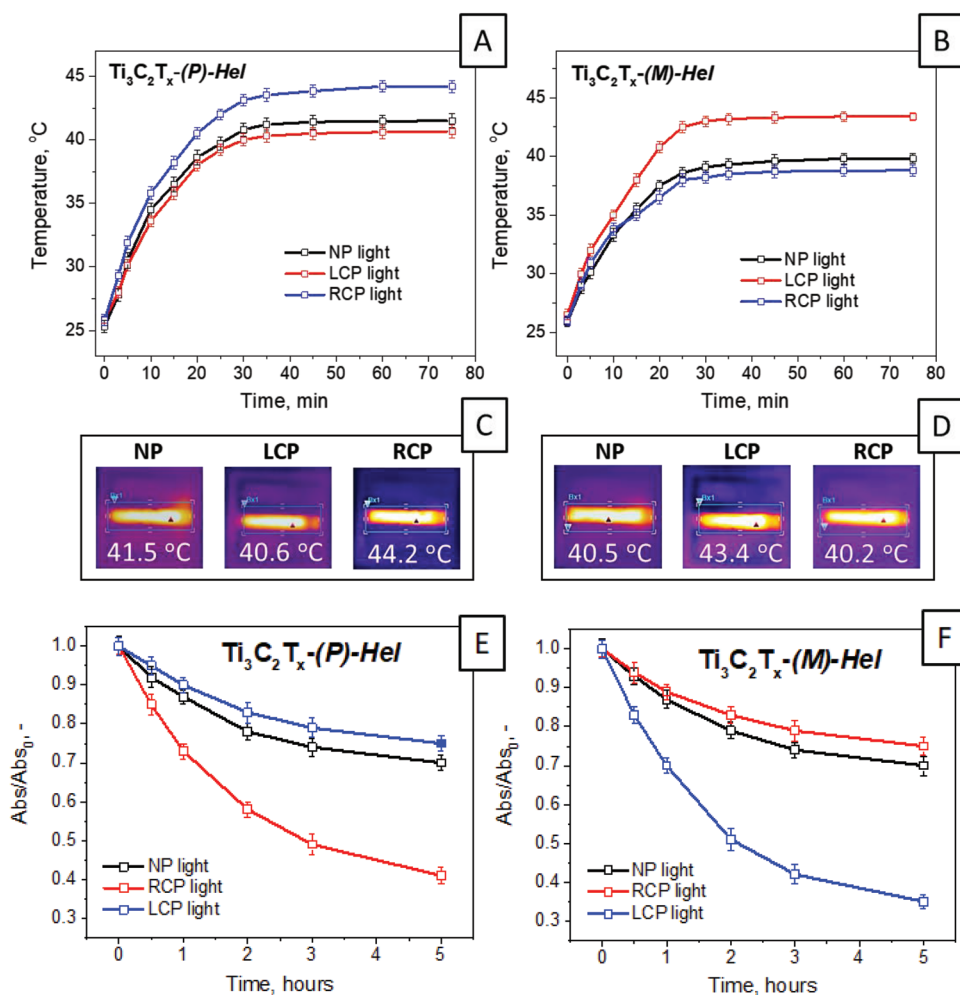 A
Ti₃C₂Tₓ-(P)-Hel
45
40
35
30
25
Temperature, °C
NP light
LCP light
RCP light
0 10 20 30 40 50 60 70 80
Time, min
B
Ti₃C₂Tₓ-(M)-Hel
45
40
35
30
25
Temperature, °C
NP light
LCP light
RCP light
0 10 20 30 40 50 60 70 80
Time, min
C
NP LCP RCP
Bx1 Bx1 Bx1
41.5 °C 40.6 °C 44.2 °C
D
NP LCP RCP
Bx1 Bx1 Bx1
40.5 °C 43.4 °C 40.2 °C
E
Ti₃C₂Tₓ-(P)-Hel
1.0
0.9
0.8
0.7
0.6
0.5
0.4
0.3
Abs/Abs₀, -
NP light
RCP light
LCP light
0 1 2 3 4 5
Time, hours
F
Ti₃C₂Tₓ-(M)-Hel
1.0
0.9
0.8
0.7
0.6
0.5
0.4
0.3
Abs/Abs₀, -
NP light
RCP light
LCP light
0 1 2 3 4 5
Time, hours